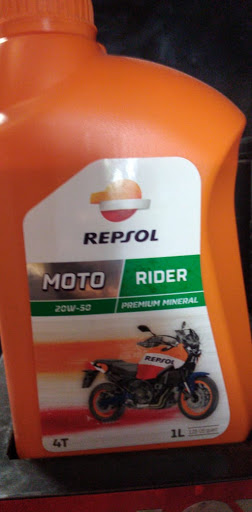 REPSOL
MOTO RIDER
20W-50 PREMIUM MINERAL
REPSOL
4T 1L